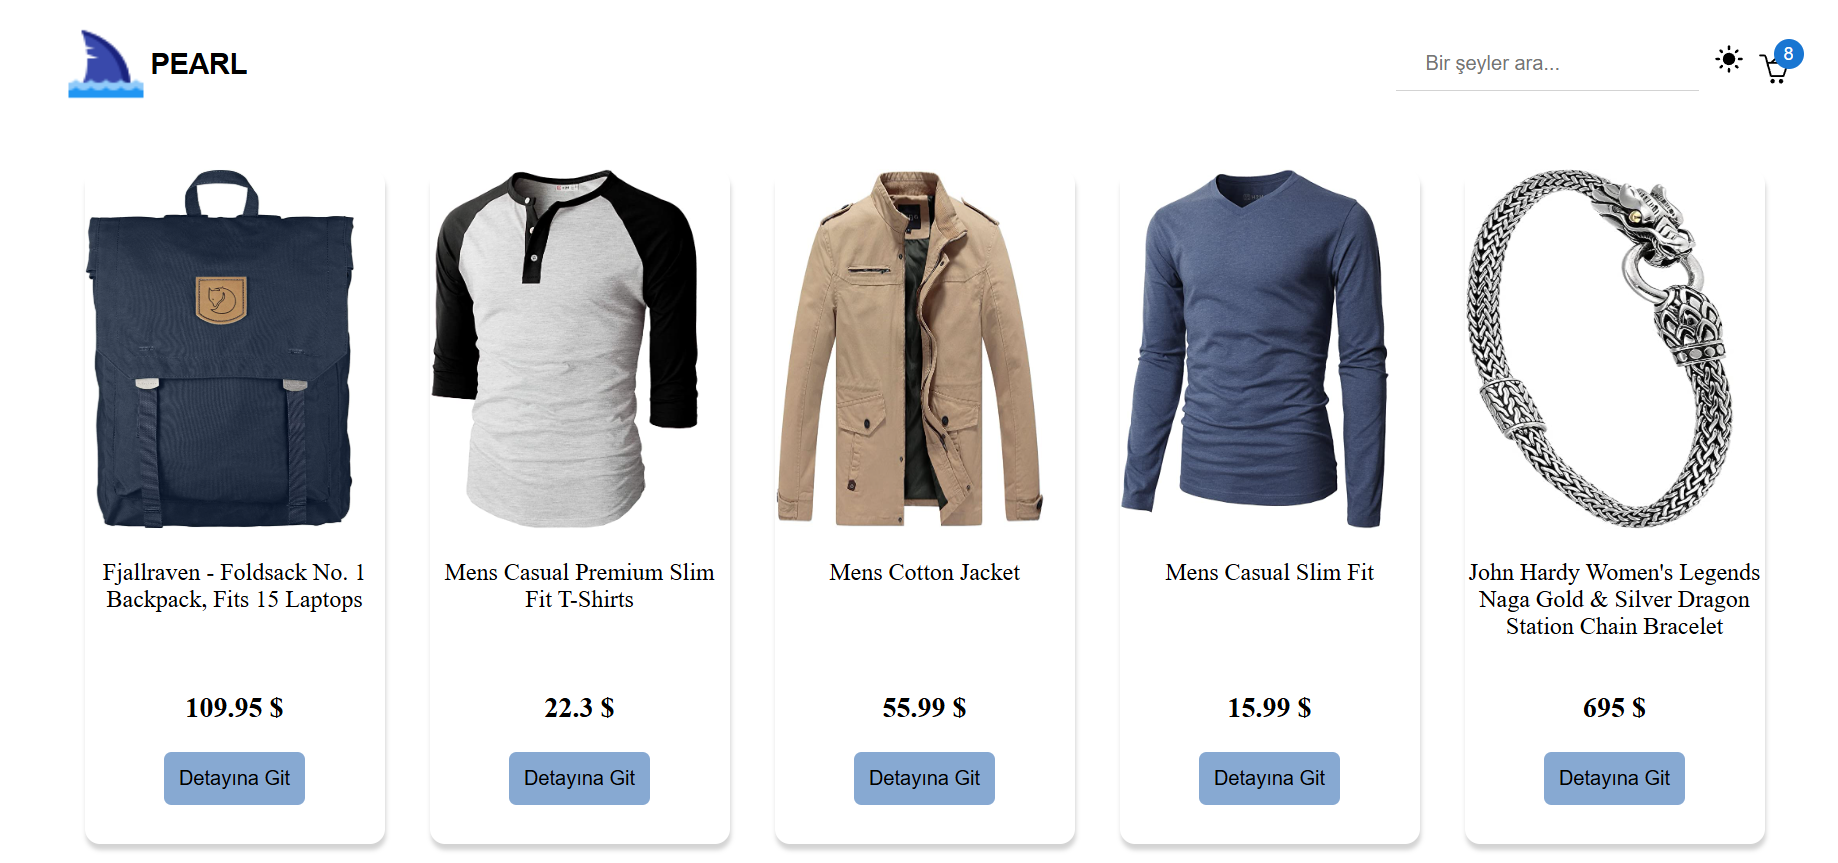 PEARL
Bir şeyler ara...
8
Fjallraven - Foldsack No. 1
Backpack, Fits 15 Laptops
109.95 $
Detayına Git
Mens Casual Premium Slim
Fit T-Shirts
22.3 $
Detayına Git
Mens Cotton Jacket
55.99 $
Detayına Git
Mens Casual Slim Fit
15.99 $
Detayına Git
John Hardy Women's Legends
Naga Gold & Silver Dragon
Station Chain Bracelet
695 $
Detayına Git